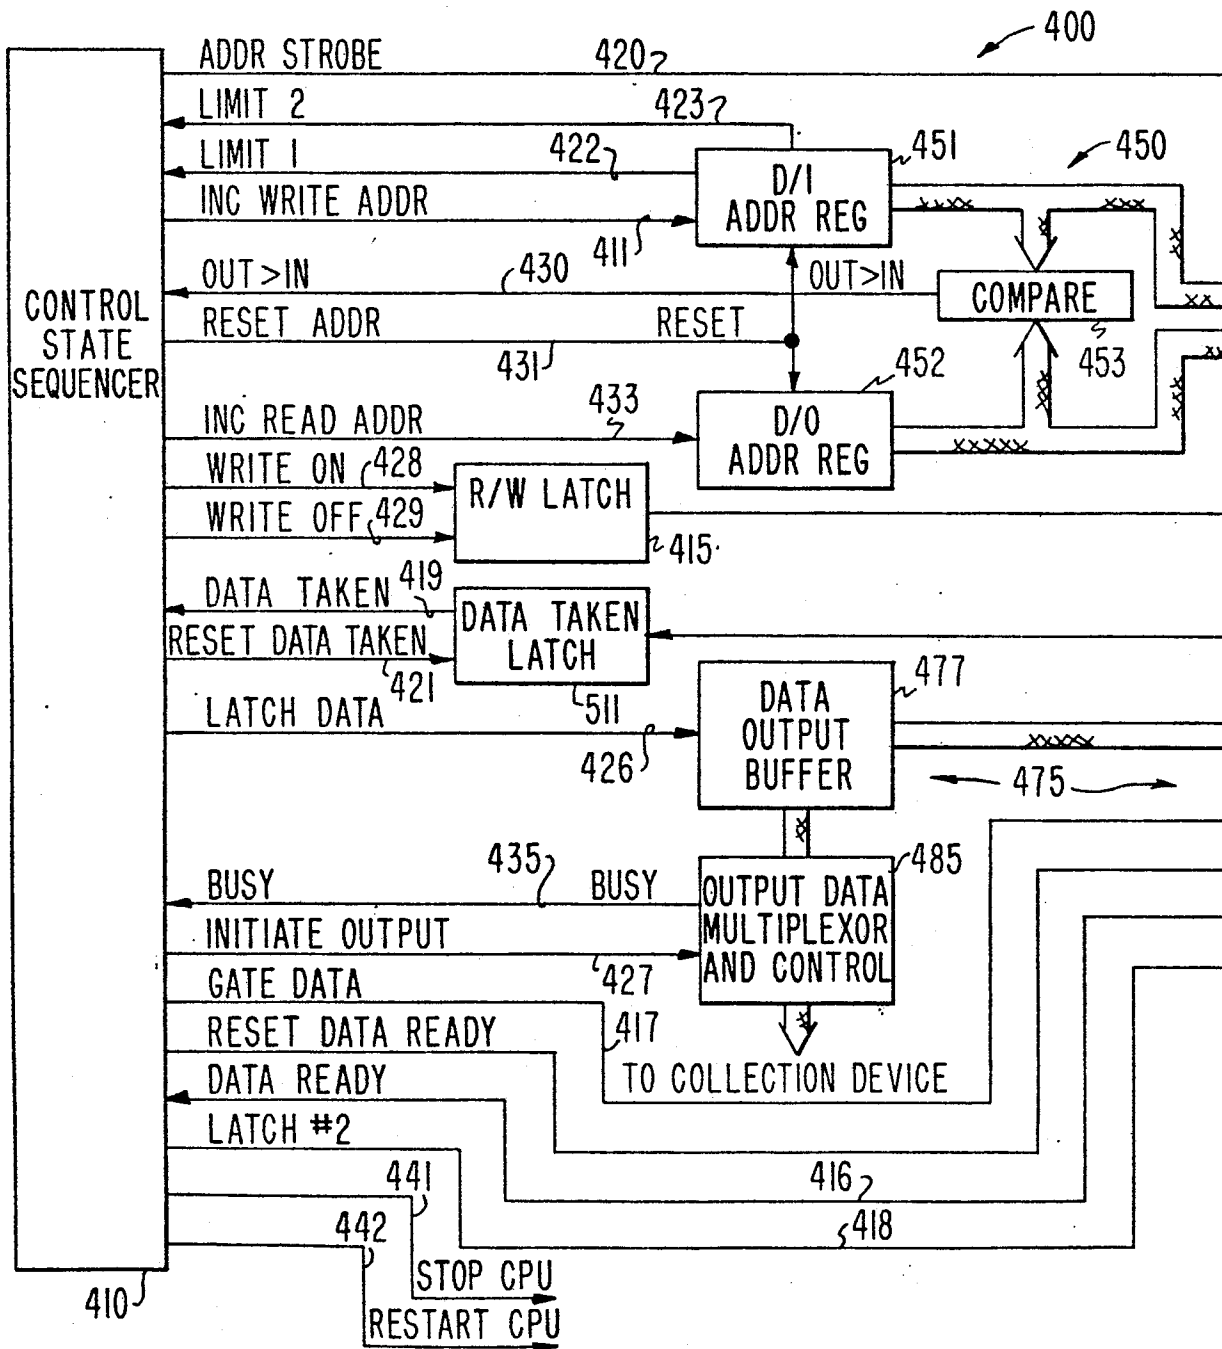 400
ADDR STROBE 420
LIMIT 2 423
LIMIT 1 422
451
450
D/I
ADDR REG
INC WRITE ADDR
411
OUT>IN 430
OUT>IN
COMPARE
453
CONTROL
STATE
SEQUENCER
RESET ADDR
RESET
431
452
INC READ ADDR 433
D/O
ADDR REG
WRITE ON 428
R/W LATCH
WRITE OFF 429
415
DATA TAKEN 419
DATA TAKEN
LATCH
RESET DATA TAKEN
421
511
477
LATCH DATA
426
DATA
OUTPUT
BUFFER
475
435
485
BUSY
BUSY
OUTPUT DATA
MULTIPLEXOR
AND CONTROL
INITIATE OUTPUT
427
GATE DATA
417
RESET DATA READY
TO COLLECTION DEVICE
DATA READY
LATCH #2
416
441
418
442
410
STOP CPU
RESTART CPU